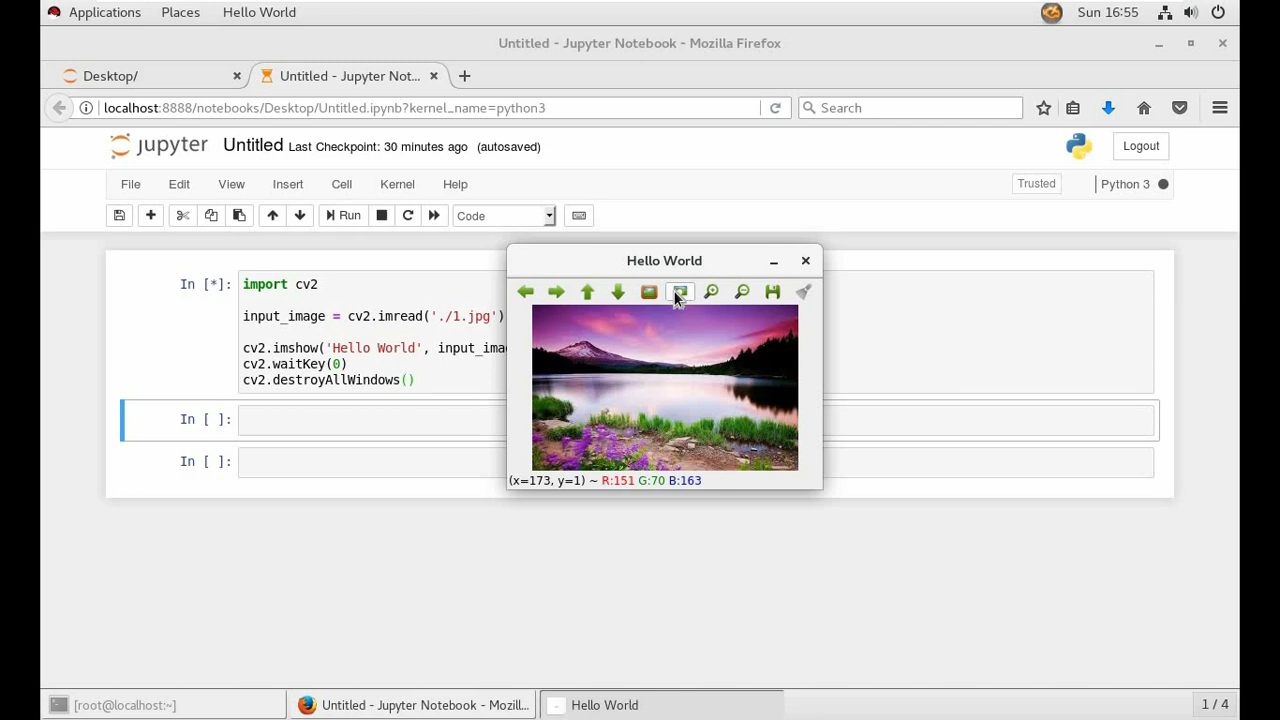 Applications Places Hello World Sun 16:55
Untitled - Jupyter Notebook - Mozilla Firefox
Desktop/ Untitled - Jupyter Not...
localhost:8888/notebooks/Desktop/Untitled.ipynb?kernel_name=python3 Search
jupyter Untitled Last Checkpoint: 30 minutes ago (autosaved) Logout
File Edit View Insert Cell Kernel Help Trusted Python 3
Run Code
Hello World
In [*]: import cv2
input_image = cv2.imread('./1.jpg')
cv2.imshow('Hello World', input_ima
cv2.waitKey(0)
cv2.destroyAllWindows()
In [ ]:
In [ ]:
(x=173, y=1) ~ R:151 G:70 B:163
[root@localhost:~] Untitled - Jupyter Notebook - Mozill... Hello World 1 / 4